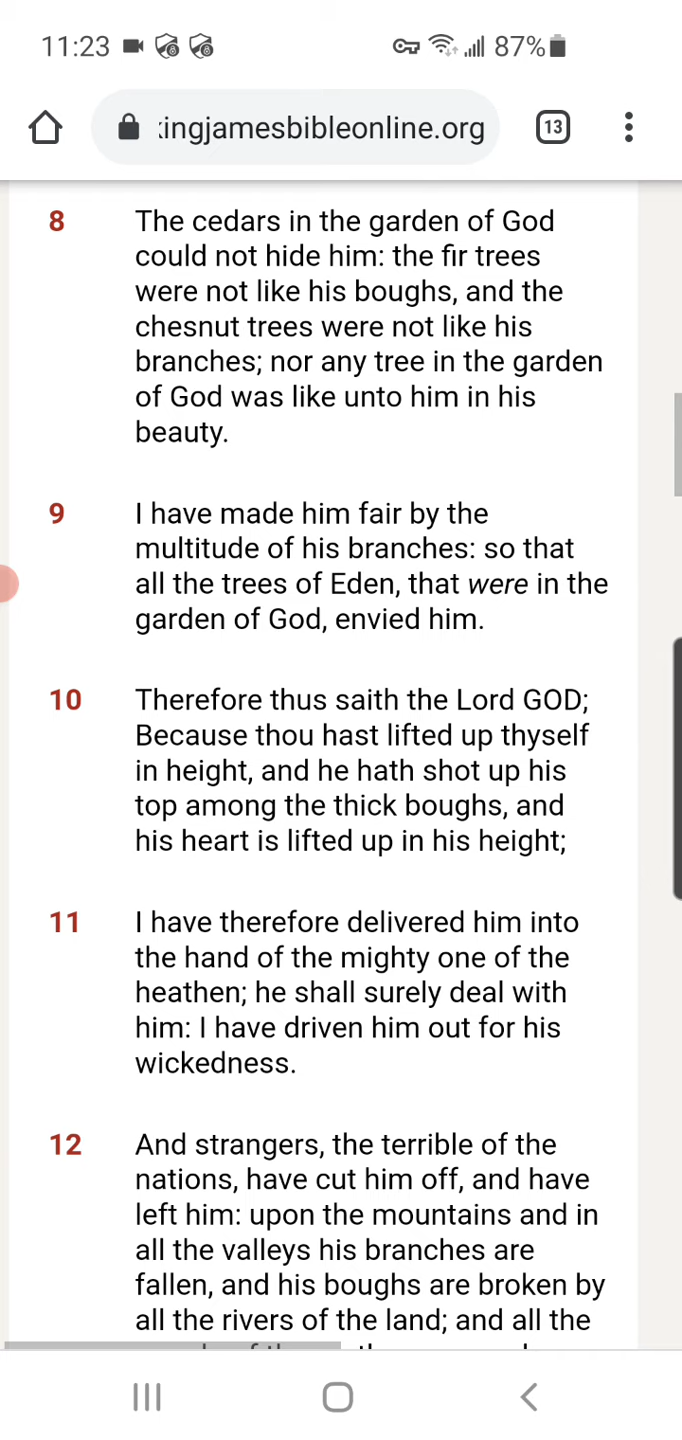 11:23 87%
:ingjamesbibleonline.org 13
8 The cedars in the garden of God
could not hide him: the fir trees
were not like his boughs, and the
chesnut trees were not like his
branches; nor any tree in the garden
of God was like unto him in his
beauty.
9 I have made him fair by the
multitude of his branches: so that
all the trees of Eden, that were in the
garden of God, envied him.
10 Therefore thus saith the Lord GOD;
Because thou hast lifted up thyself
in height, and he hath shot up his
top among the thick boughs, and
his heart is lifted up in his height;
11 I have therefore delivered him into
the hand of the mighty one of the
heathen; he shall surely deal with
him: I have driven him out for his
wickedness.
12 And strangers, the terrible of the
nations, have cut him off, and have
left him: upon the mountains and in
all the valleys his branches are
fallen, and his boughs are broken by
all the rivers of the land; and all the